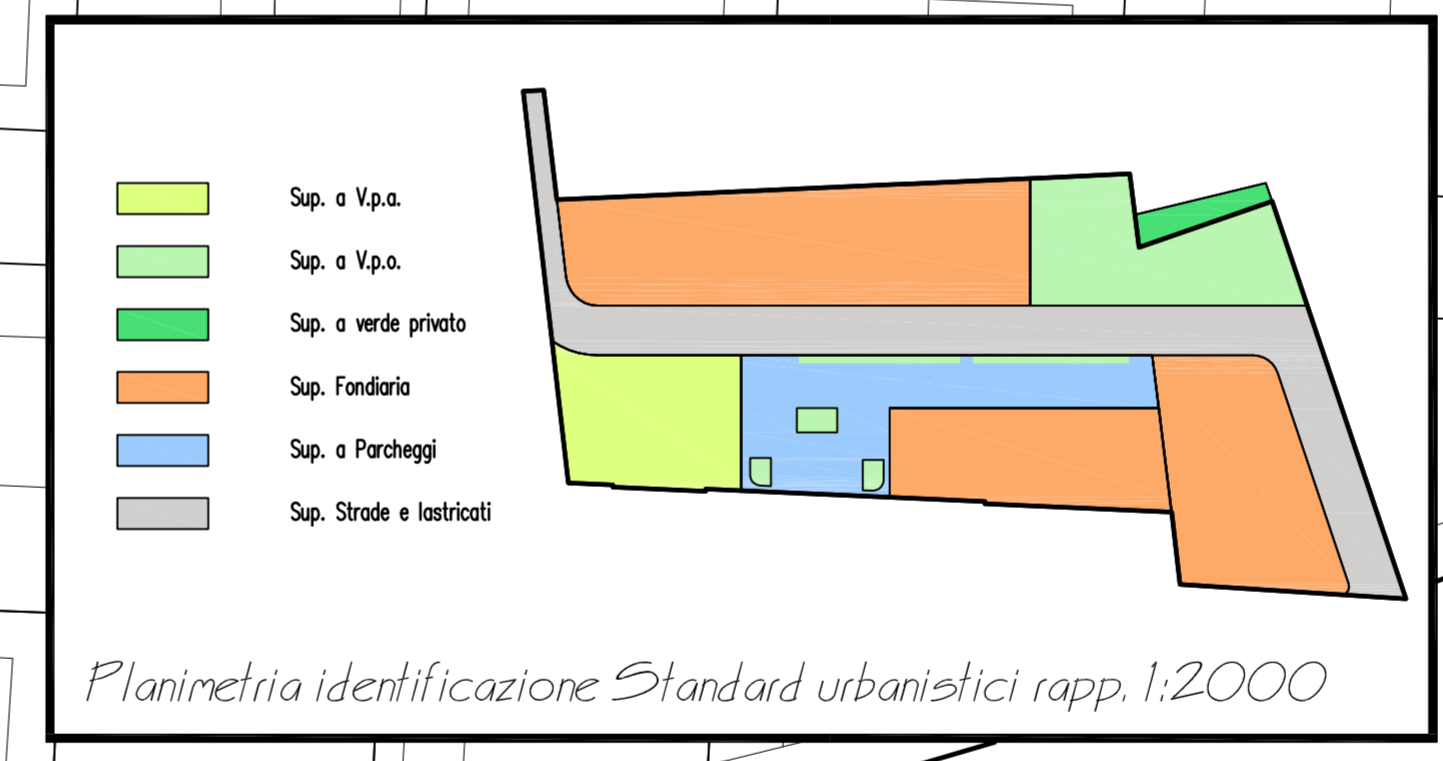 Sup. a V.p.a.
Sup. a V.p.o.
Sup. a verde privato
Sup. Fondiaria
Sup. a Parcheggi
Sup. Strade e lastricati
Planimetria identificazione Standard urbanistici rapp. 1:2000